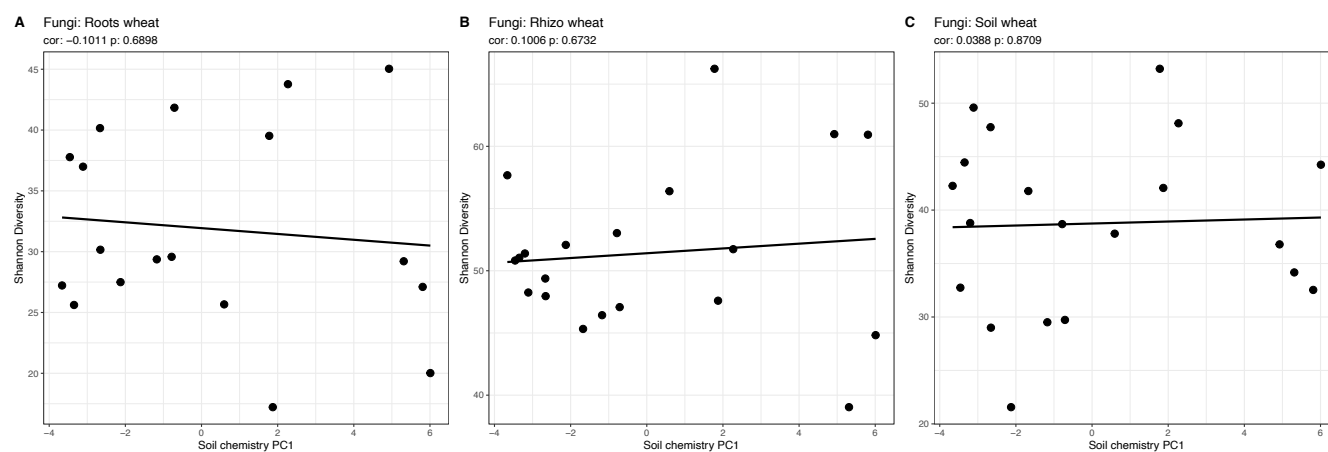 A Fungi: Roots wheat
cor: −0.1011 p: 0.6898
Shannon Diversity
45
40
35
30
25
20
−4 −2 0 2 4 6
Soil chemistry PC1
B Fungi: Rhizo wheat
cor: 0.1006 p: 0.6732
Shannon Diversity
60
50
40
−4 −2 0 2 4 6
Soil chemistry PC1
C Fungi: Soil wheat
cor: 0.0388 p: 0.8709
Shannon Diversity
50
40
30
20
−4 −2 0 2 4 6
Soil chemistry PC1